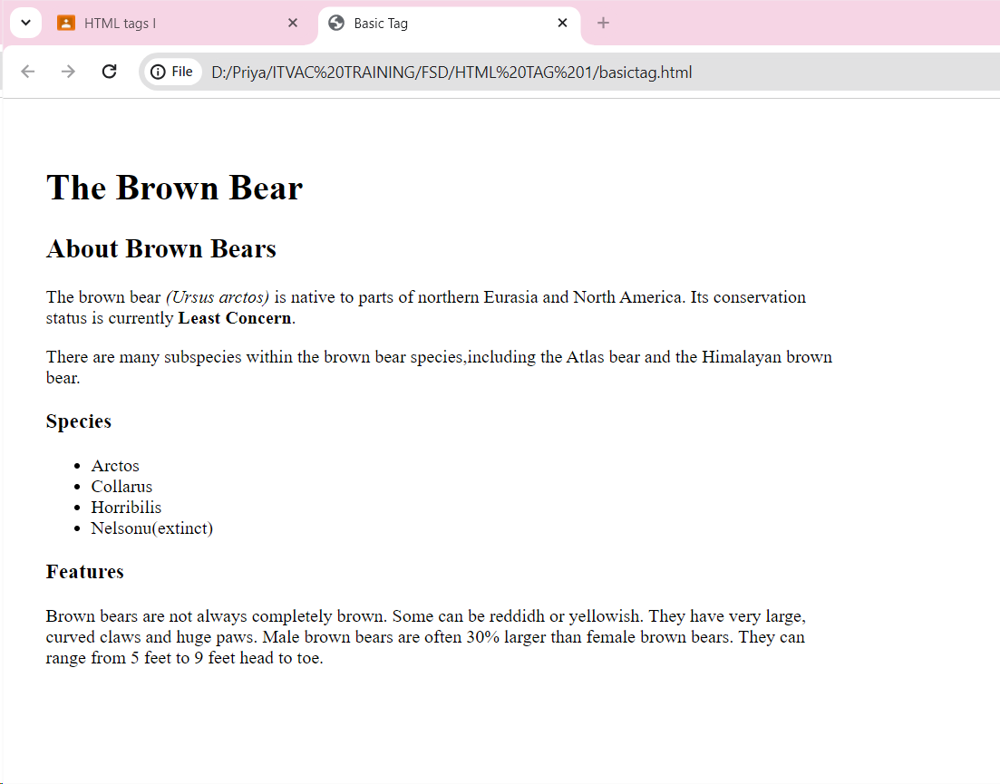 HTML tags I
Basic Tag
File
D:/Priya/ITVAC%20TRAINING/FSD/HTML%20TAG%201/basictag.html
The Brown Bear
About Brown Bears
The brown bear (Ursus arctos) is native to parts of northern Eurasia and North America. Its conservation
status is currently Least Concern.
There are many subspecies within the brown bear species,including the Atlas bear and the Himalayan brown
bear.
Species
Arctos
Collarus
Horribilis
Nelsonu(extinct)
Features
Brown bears are not always completely brown. Some can be reddidh or yellowish. They have very large,
curved claws and huge paws. Male brown bears are often 30% larger than female brown bears. They can
range from 5 feet to 9 feet head to toe.